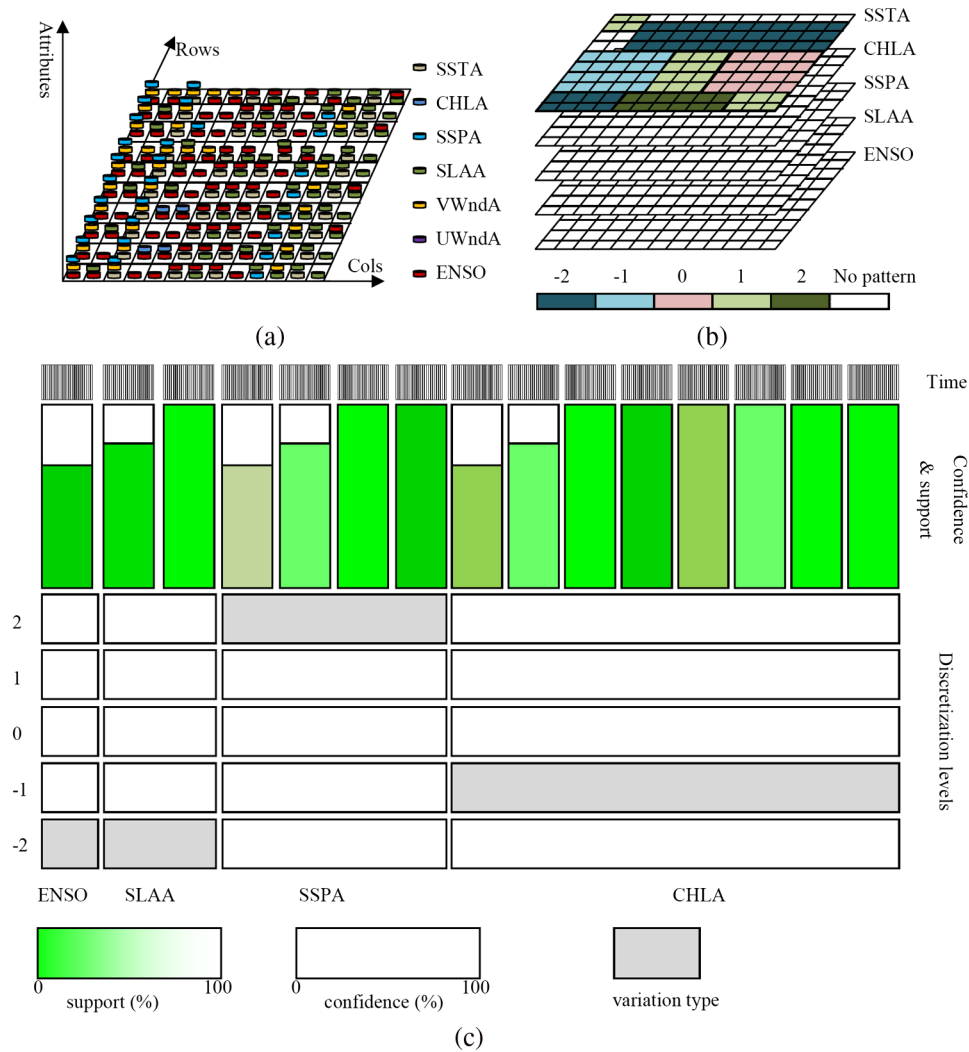 Attributes
Rows
Cols
SSTA
CHLA
SSPA
SLAA
VWndA
UWndA
ENSO
(a)
SSTA
CHLA
SSPA
SLAA
ENSO
-2 -1 0 1 2 No pattern
(b)
Time
Confidence
& support
2
1
0
-1
-2
Discretization levels
ENSO SLAA SSPA CHLA
0 100
support (%)
0 100
confidence (%)
variation type
(c)